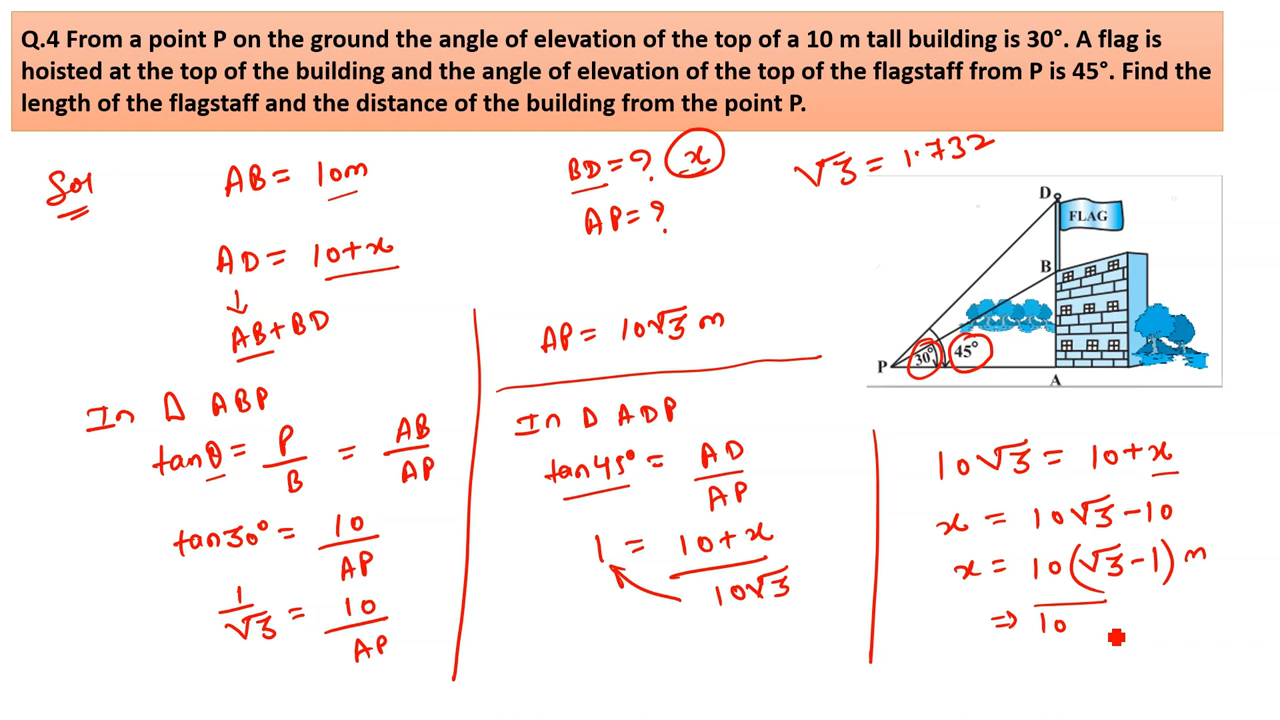 Q.4 From a point P on the ground the angle of elevation of the top of a 10 m tall building is 30°. A flag is
hoisted at the top of the building and the angle of elevation of the top of the flagstaff from P is 45°. Find the
length of the flagstaff and the distance of the building from the point P.
Sol
AB = 10m
AD = 10+x
↓
AB+BD
BD = ? x
AP = ?
√3 = 1.732
D
FLAG
B
P 30° 45°
A
In Δ ABP
tanθ = P/B = AB/AP
tan30° = 10/AP
1/√3 = 10/AP
AP = 10√3 m
In Δ ADP
tan45° = AD/AP
1 = 10+x/10√3
10√3 = 10+x
x = 10√3-10
x = 10(√3-1) m
⇒ 10